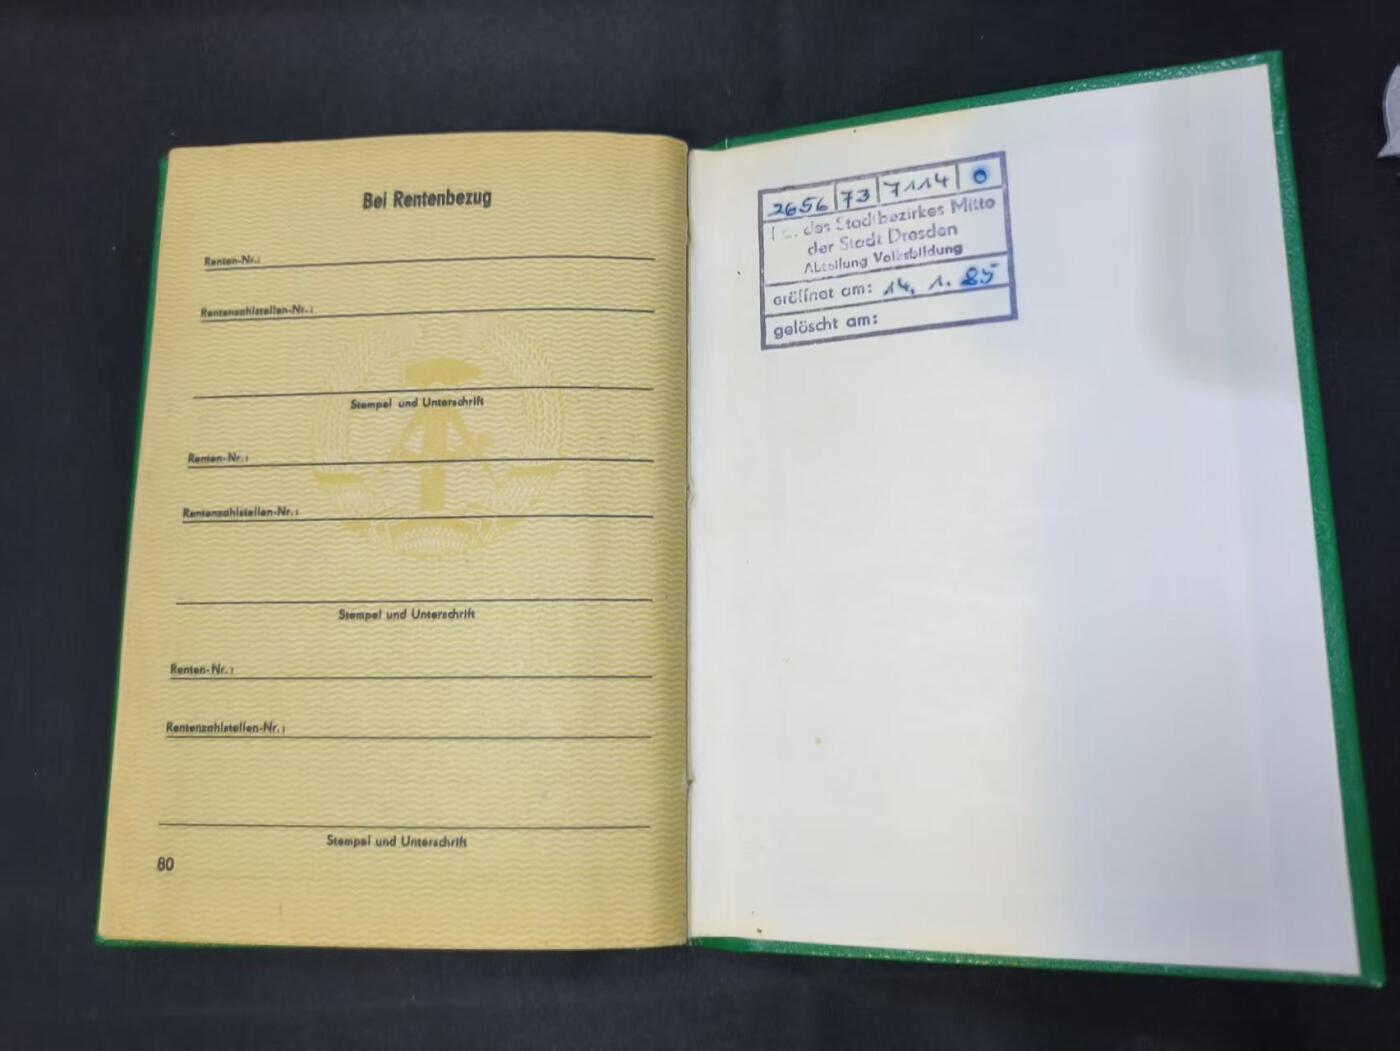 Bei Rentenbezug
Renten-Nr.:
Rentenzahlstellen-Nr.:
Stempel und Unterschrift
Renten-Nr.:
Rentenzahlstellen-Nr.:
Stempel und Unterschrift
Renten-Nr.:
Rentenzahlstellen-Nr.:
Stempel und Unterschrift
80
2656 73 7114 0
des Stadtbezirkes Mitte
der Stadt Dresden
Abteilung Volksbildung
eröffnet am: 14. 1. 85
gelöscht am: